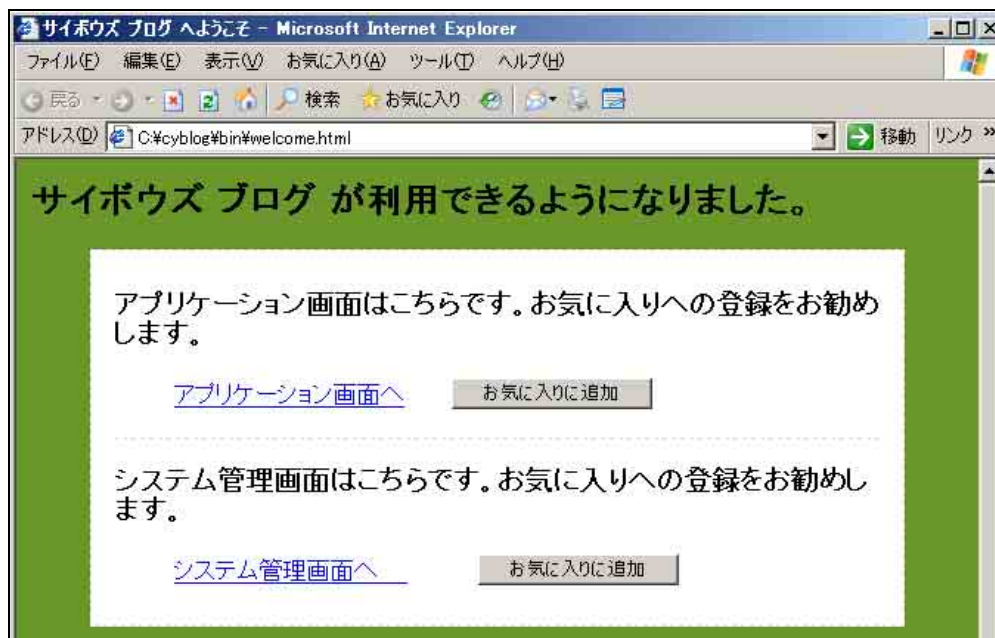 サイボウズ ブログ へようこそ - Microsoft Internet Explorer
ファイル(F) 編集(E) 表示(V) お気に入り(A) ツール(T) ヘルプ(H)
戻る 検索 お気に入り
アドレス(D) C:¥cyblog¥bin¥welcome.html 移動 リンク »
サイボウズ ブログ が利用できるようになりました。
アプリケーション画面はこちらです。お気に入りへの登録をお勧め
します。
アプリケーション画面へ お気に入りに追加
システム管理画面はこちらです。お気に入りへの登録をお勧めし
ます。
システム管理画面へ お気に入りに追加